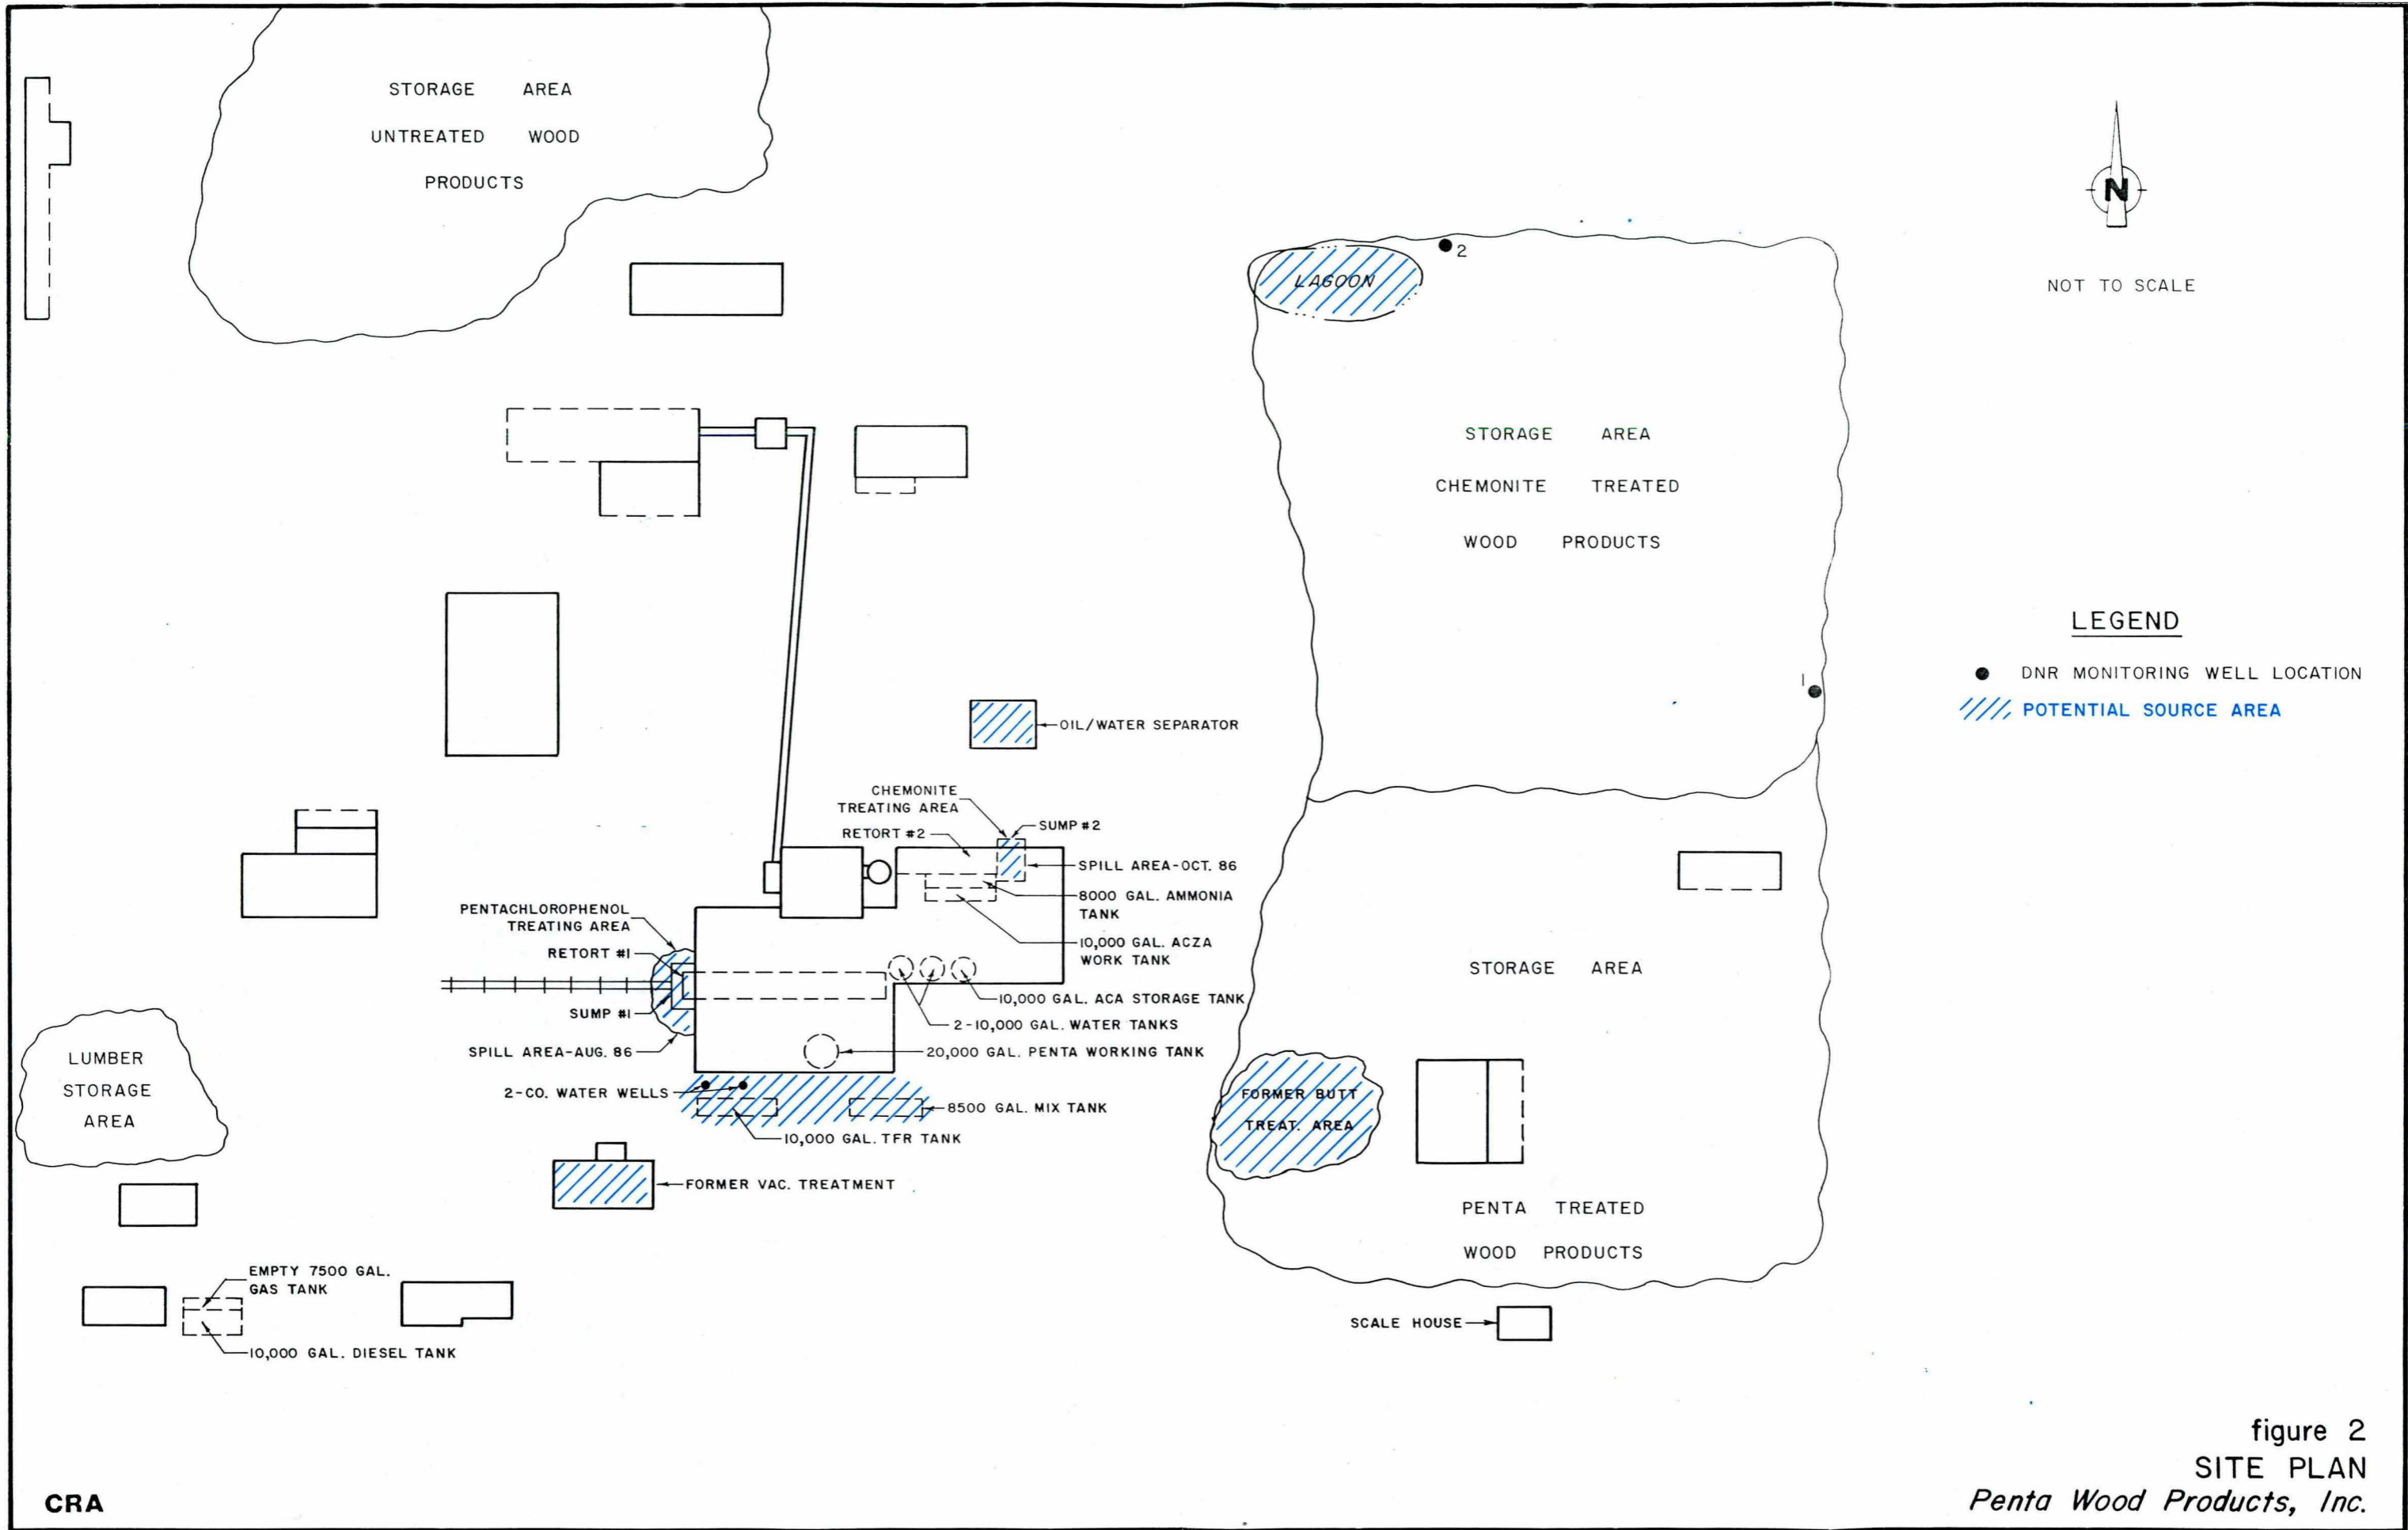 STORAGE AREA
UNTREATED WOOD
PRODUCTS
N
NOT TO SCALE
LAGOON
2
STORAGE AREA
CHEMONITE TREATED
WOOD PRODUCTS
1
LEGEND
DNR MONITORING WELL LOCATION
POTENTIAL SOURCE AREA
OIL/WATER SEPARATOR
CHEMONITE
TREATING AREA
RETORT #2
SUMP #2
SPILL AREA-OCT. 86
8000 GAL. AMMONIA
TANK
10,000 GAL. ACZA
WORK TANK
PENTACHLOROPHENOL
TREATING AREA
RETORT #1
SUMP #1
SPILL AREA-AUG. 86
10,000 GAL. ACA STORAGE TANK
2-10,000 GAL. WATER TANKS
20,000 GAL. PENTA WORKING TANK
2-CO. WATER WELLS
8500 GAL. MIX TANK
10,000 GAL. TFR TANK
FORMER VAC. TREATMENT
LUMBER
STORAGE
AREA
EMPTY 7500 GAL.
GAS TANK
10,000 GAL. DIESEL TANK
STORAGE AREA
FORMER BUTT
TREAT. AREA
PENTA TREATED
WOOD PRODUCTS
SCALE HOUSE
CRA
figure 2
SITE PLAN
Penta Wood Products, Inc.